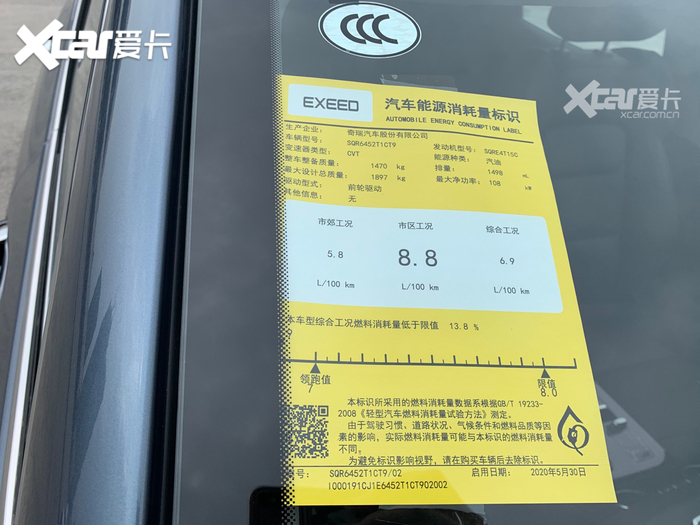 Xcar爱卡
CCC
Xcar爱卡
xcar.com.cn
EXEED
汽车能源消耗量标识
AUTOMOBILE ENERGY CONSUMPTION LABEL
生产企业: 奇瑞汽车股份有限公司
车辆型号: SQR6452T1CT9 发动机型号: SQRE4T15C
变速器类型: CVT 能源种类: 汽油
整车整备质量: 1470 kg 排量: 1498 mL
最大设计总质量: 1897 kg 最大净功率: 108 kW
驱动型式: 前轮驱动
其他信息: 无
市郊工况 市区工况 综合工况
5.8 8.8 6.9
L/100 km L/100 km L/100 km
本车型综合工况燃料消耗量低于限值 13.8 %
领跑值 限值
8.0
本标识所采用的燃料消耗量数据系根据GB/T 19233-
2008《轻型汽车燃料消耗量试验方法》测定。
由于驾驶习惯、道路状况、气候条件和燃料品质等因
素的影响，实际燃料消耗量可能与本标识的燃料消耗量
不同。
为避免标识影响视野，请在购买车辆后去除标识。
号: SQR6452T1CT9/02 启用日期: 2020年5月30日
I000191CJ1E6452T1CT902002